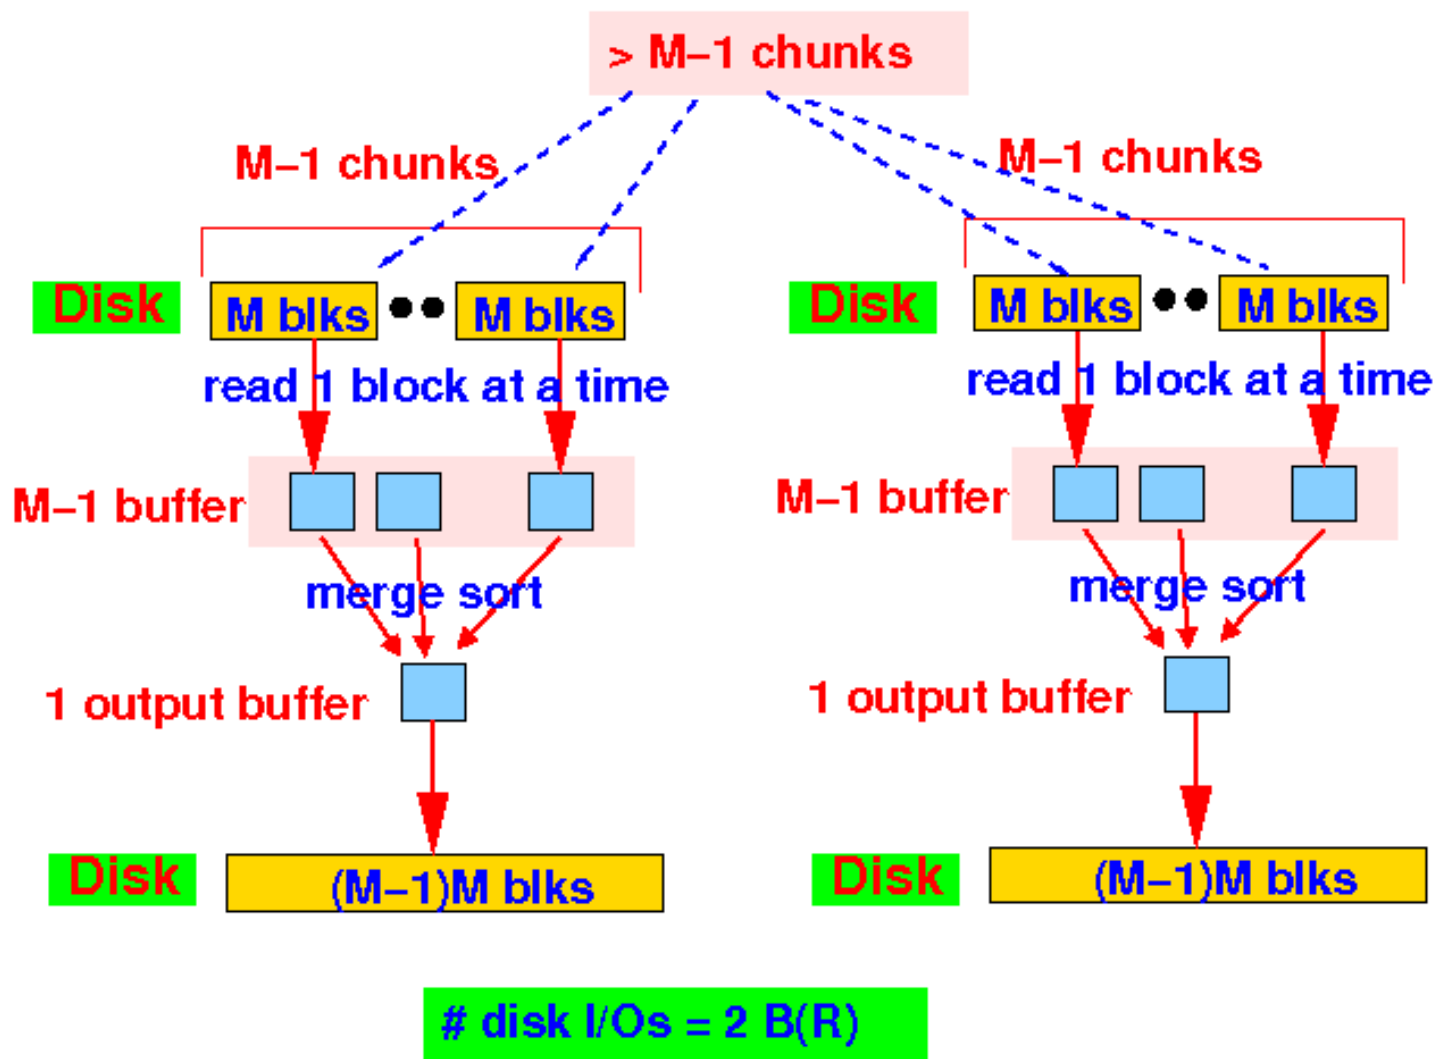 > M–1 chunks
M–1 chunks
M–1 chunks
Disk
M blks
M blks
Disk
M blks
M blks
read 1 block at a time
read 1 block at a time
M–1 buffer
M–1 buffer
merge sort
merge sort
1 output buffer
1 output buffer
Disk
(M–1)M blks
Disk
(M–1)M blks
# disk I/Os = 2 B(R)